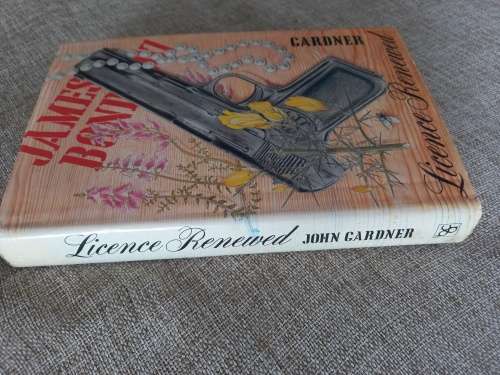 GARDNER
JAMES
BOND
Licence Renewed
Licence Renewed JOHN GARDNER